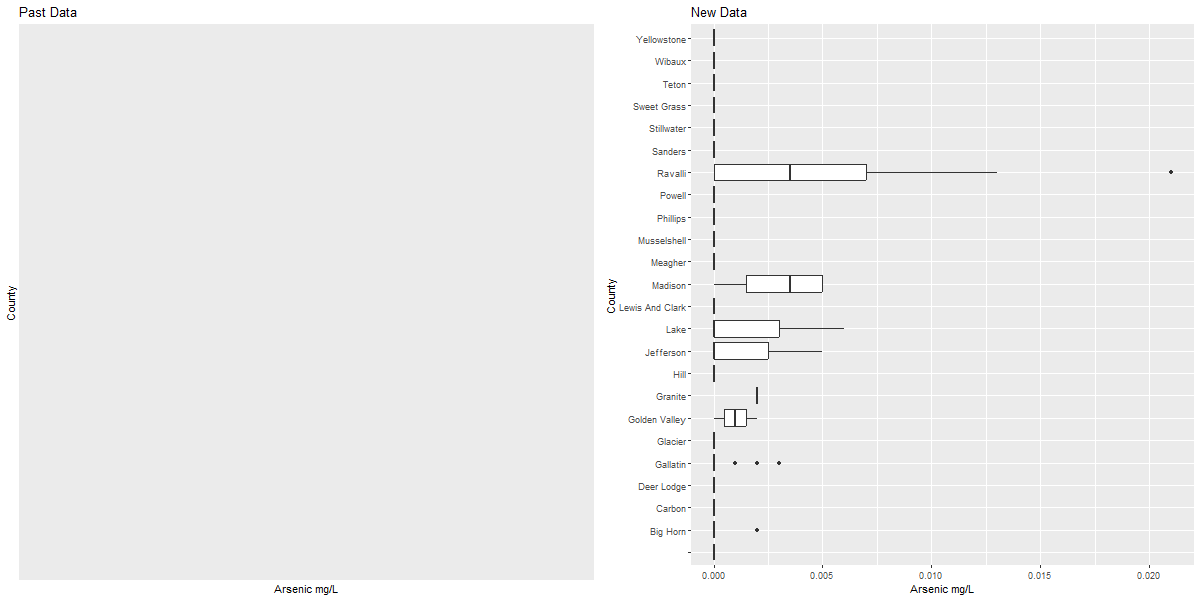 Past Data
County
Arsenic mg/L
New Data
County
Yellowstone
Wibaux
Teton
Sweet Grass
Stillwater
Sanders
Ravalli
Powell
Phillips
Musselshell
Meagher
Madison
Lewis And Clark
Lake
Jefferson
Hill
Granite
Golden Valley
Glacier
Gallatin
Deer Lodge
Carbon
Big Horn
0.000 0.005 0.010 0.015 0.020
Arsenic mg/L